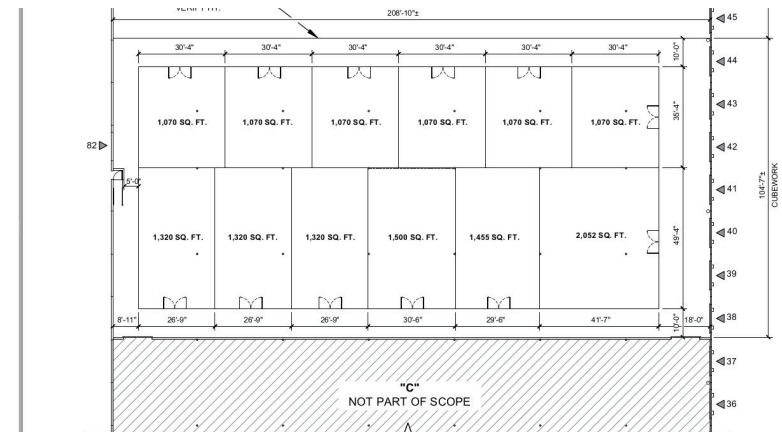 208'-10"±
45
30'-4" 30'-4" 30'-4" 30'-4" 30'-4" 30'-4"
10'-0"
44
1,070 SQ. FT. 1,070 SQ. FT. 1,070 SQ. FT. 1,070 SQ. FT. 1,070 SQ. FT. 1,070 SQ. FT.
35'-4"
43
82
42
5'-0"
41
104'-7"±
CUBEWORK
1,320 SQ. FT. 1,320 SQ. FT. 1,320 SQ. FT. 1,500 SQ. FT. 1,455 SQ. FT. 2,052 SQ. FT.
49'-4"
40
39
8'-11" 26'-9" 26'-9" 26'-9" 30'-6" 29'-6" 41'-7" 10'-0" 18'-0"
38
37
"C"
NOT PART OF SCOPE
36